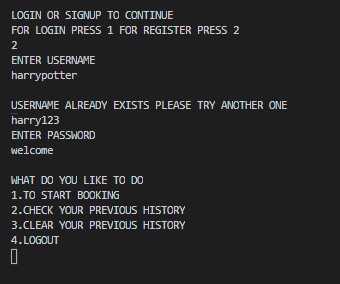 LOGIN OR SIGNUP TO CONTINUE
FOR LOGIN PRESS 1 FOR REGISTER PRESS 2
2
ENTER USERNAME
harrypotter
USERNAME ALREADY EXISTS PLEASE TRY ANOTHER ONE
harry123
ENTER PASSWORD
welcome
WHAT DO YOU LIKE TO DO
1.TO START BOOKING
2.CHECK YOUR PREVIOUS HISTORY
3.CLEAR YOUR PREVIOUS HISTORY
4.LOGOUT